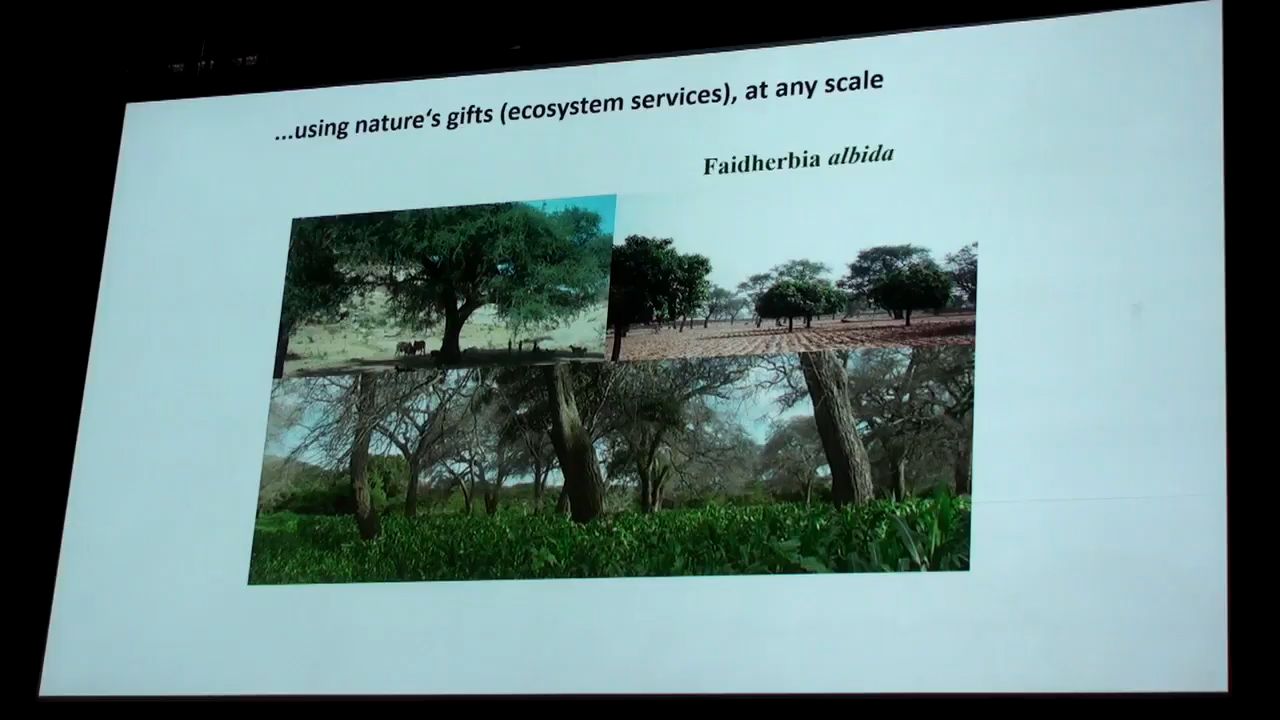 ...using nature‘s gifts (ecosystem services), at any scale
Faidherbia albida